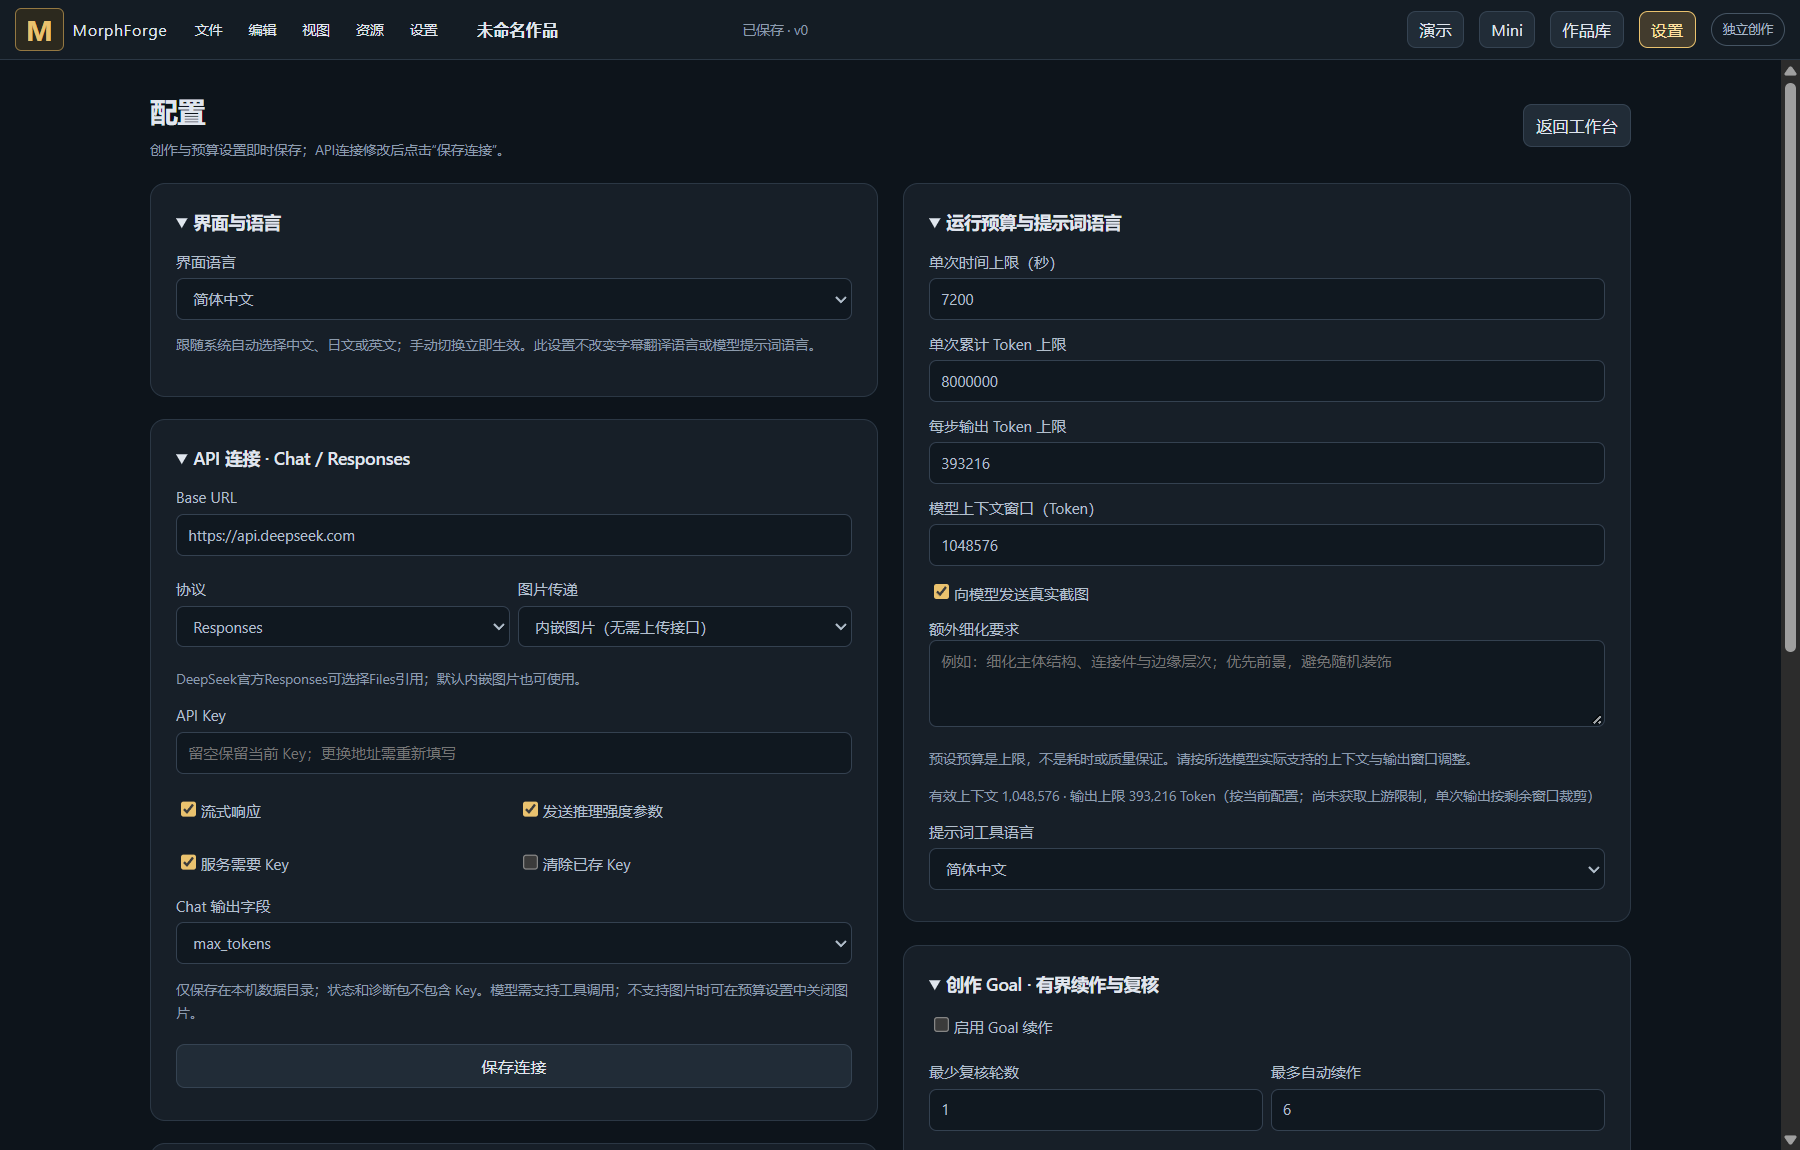 M MorphForge 文件 编辑 视图 资源 设置 未命名作品 已保存 · v0 演示 Mini 作品库 设置 独立创作
配置
创作与预算设置即时保存；API连接修改后点击“保存连接”。
返回工作台
界面与语言
界面语言
简体中文
跟随系统自动选择中文、日文或英文；手动切换立即生效。此设置不改变字幕翻译语言或模型提示词语言。
API 连接 · Chat / Responses
Base URL
https://api.deepseek.com
协议 图片传递
Responses 内嵌图片（无需上传接口）
DeepSeek官方Responses可选择Files引用；默认内嵌图片也可使用。
API Key
留空保留当前 Key；更换地址需重新填写
流式响应 发送推理强度参数
服务需要 Key 清除已存 Key
Chat 输出字段
max_tokens
仅保存在本机数据目录；状态和诊断包不包含 Key。模型需支持工具调用；不支持图片时可在预算设置中关闭图
片。
保存连接
运行预算与提示词语言
单次时间上限（秒）
7200
单次累计 Token 上限
8000000
每步输出 Token 上限
393216
模型上下文窗口（Token）
1048576
向模型发送真实截图
额外细化要求
例如：细化主体结构、连接件与边缘层次；优先前景，避免随机装饰
预设预算是上限，不是耗时或质量保证。请按所选模型实际支持的上下文与输出窗口调整。
有效上下文 1,048,576 · 输出上限 393,216 Token（按当前配置；尚未获取上游限制，单次输出按剩余窗口裁剪）
提示词工具语言
简体中文
创作 Goal · 有界续作与复核
启用 Goal 续作
最少复核轮数 最多自动续作
1 6